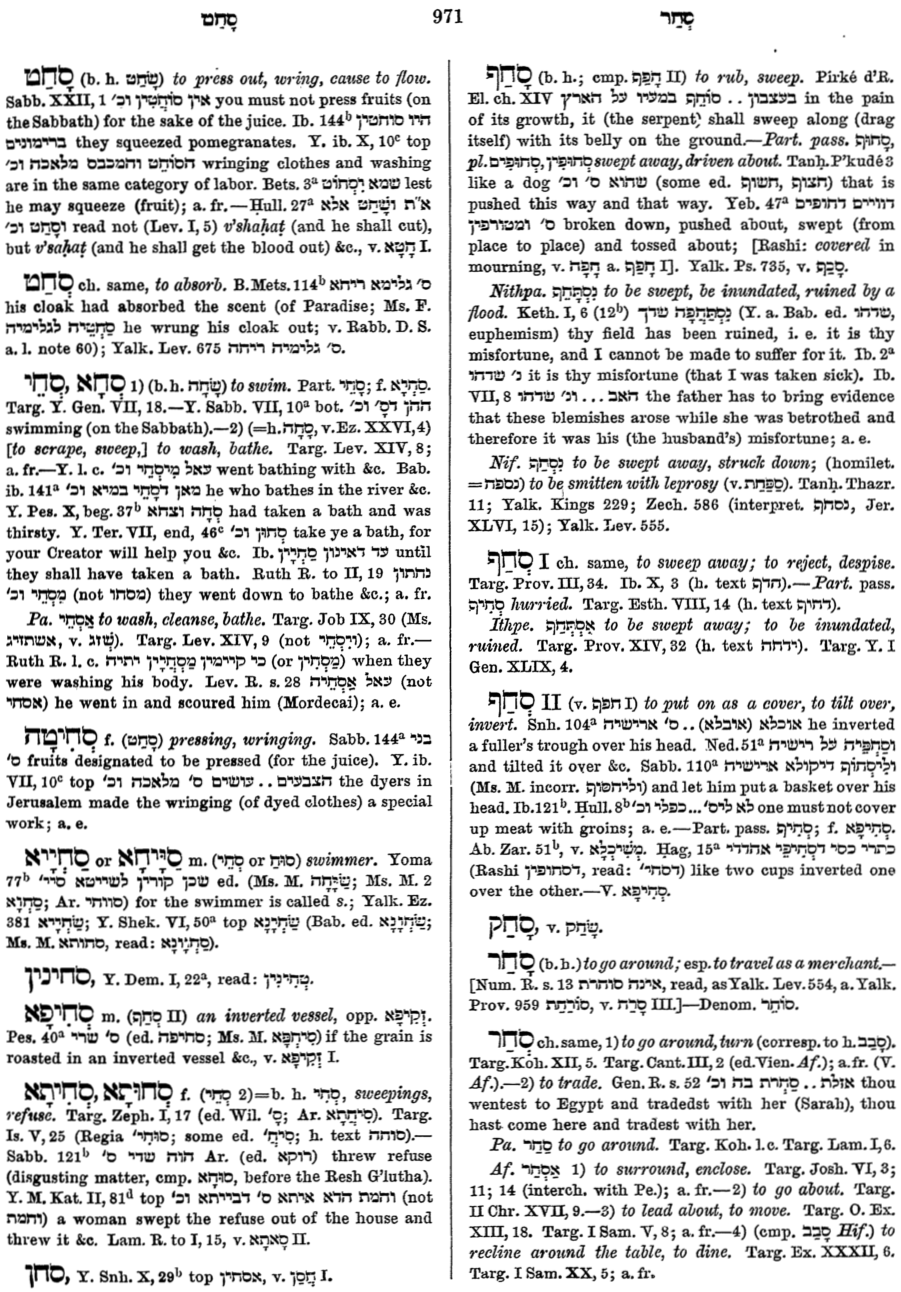 סָחַט
971
סָחַר
סָחַט (b. h. שָׂחַט) to press out, wring, cause to flow.
Sabb. XXII, 1 אין סוחטין וכ׳ you must not press fruits (on
the Sabbath) for the sake of the juice. Ib. 144b היו סוחטין
ברימונים they squeezed pomegranates. Y. ib. X, 10c top
הסוחט והמכבס מלאכה וכ׳ wringing clothes and washing
are in the same category of labor. Bets. 3a שמא יִסְחוֹט lest
he may squeeze (fruit); a. fr.—Ḥull. 27a א״ת וְשָׁחַט אלא
וְסָחַט וכ׳ read not (Lev. I, 5) v'shaḥaṭ (and he shall cut),
but v'saḥaṭ (and he shall get the blood out) &c., v. חָטָא I.
סְחַט ch. same, to absorb. B. Mets. 114b ס׳ גלימא ריחא
his cloak had absorbed the scent (of Paradise; Ms. F.
סַחְטֵיהּ לגלימיה he wrung his cloak out; v. Rabb. D. S.
a. l. note 60); Yalk. Lev. 675 ס׳ גלימיה ריחה.
סְחָא, סְחֵי 1) (b. h. שָׂחָה) to swim. Part. סָחֵי; f. סַחְיָא.
Targ. Y. Gen. VII, 18.—Y. Sabb. VII, 10a bot. ההן דסָ׳ וכ׳
swimming (on the Sabbath).—2) (=h. סָחָה, v. Ez. XXVI, 4)
[to scrape, sweep,] to wash, bathe. Targ. Lev. XIV, 8;
a. fr.—Y. l. c. עאל מִיסְחֵי וכ׳ went bathing with &c. Bab.
ib. 141a מאן דסָחֵי במיא וכ׳ he who bathes in the river &c.
Y. Pes. X, beg. 37b סָחָה וצחא had taken a bath and was
thirsty. Y. Ter. VII, end, 46c סְחוּן וכ׳ take ye a bath, for
your Creator will help you &c. Ib. עד דאינון סַחְיָין until
they shall have taken a bath. Ruth R. to II, 19 נחתון
מִסְחֵי וכ׳ (not מסחו) they went down to bathe &c.; a. fr.
Pa. אַסְחֵי to wash, cleanse, bathe. Targ. Job IX, 30 (Ms.
אשתזיג, v. שְׁזֵג). Targ. Lev. XIV, 9 (not וְיִסְחֵי); a. fr.—
Ruth R. l. c. כי קיימין מַסְחֲיָין יתיה (or מַסְחִין) when they
were washing his body. Lev. R. s. 28 עאל אַסְחֵיה (not
אסחי) he went in and scoured him (Mordecai); a. e.
סְחִיטָה f. (סָחַט) pressing, wringing. Sabb. 144a בני
ס׳ fruits designated to be pressed (for the juice). Y. ib.
VII, 10c top הצבעים .. עושים ס׳ מלאכה וכ׳ the dyers in
Jerusalem made the wringing (of dyed clothes) a special
work; a. e.
סַחְיָיא or סַיָּיחָא m. (סְחֵי or סוּחַ) swimmer. Yoma
77b שכן קורין לשייטא סיי׳ ed. (Ms. M. שַׂיָּחָה; Ms. M. 2
סַחְוָא; Ar. סווחי) for the swimmer is called s.; Yalk. Ez.
381 שַׂחְיָיא; Y. Shek. VI, 50a top שַׂחְיָינָא (Bab. ed. שַׂחְוָנָא;
Ms. M. סחותא, read: סַחְיוָנָא).
סחינין, Y. Dem. I, 22a, read: טְחִינִין.
סְחִיפָא m. (סְחַף II) an inverted vessel, opp. זְקִיפָא.
Pes. 40a ס׳ שרי (ed. סחיפה; Ms. M. סִיחְפָּא) if the grain is
roasted in an inverted vessel &c., v. זְקִיפָא I.
סְחוּתָא, סְחִיתָא f. (סְחֵי 2)=b. h. סְחִי, sweepings,
refuse. Targ. Zeph. I, 17 (ed. Wil. סָ׳; Ar. סִיחֲתָא). Targ.
Is. V, 25 (Regia סוּחִי׳; some ed. סִיחֲ׳; h. text סוחה).—
Sabb. 121b הוה שדי ס׳ Ar. (ed. רוקא) threw refuse
(disgusting matter, cmp. סוּחָא, before the Resh G'lutha).
Y. M. Kat. II, 81d top וחמת הדא איתא ס׳ דבייתא וכ׳ (not
וחמת) a woman swept the refuse out of the house and
threw it &c. Lam. R. to I, 15, v. סָאתָא II.
סחן, Y. Snh. X, 29b top אסחין, v. חֲסַן I.
סָחַף (b. h.; cmp. חָפַף II) to rub, sweep. Pirké d'R.
El. ch. XIV בעצבון .. סוֹחֵף במעיו על הארץ in the pain
of its growth, it (the serpent) shall sweep along (drag
itself) with its belly on the ground.—Part. pass. סָחוּף,
pl. סְחוּפִים, סְחוּפִין swept away, driven about. Tanḥ. P'kudé 3
like a dog שהוא ס׳ וכ׳ (some ed. חצוף, חשוף) that is
pushed this way and that way. Yeb. 47a דוויים דחופים
ס׳ ומטורפין broken down, pushed about, swept (from
place to place) and tossed about; [Rashi: covered in
mourning, v. חָפָה a. חָפַף I]. Yalk. Ps. 735, v. סָכַף.
Nithpa. נִסְתַּחֵף to be swept, be inundated, ruined by a
flood. Keth. I, 6 (12b) נִסְתַּחֲפָה שדך (Y. a. Bab. ed. שדהו,
euphemism) thy field has been ruined, i. e. it is thy
misfortune, and I cannot be made to suffer for it. Ib. 2a
נ׳ שדהו it is thy misfortune (that I was taken sick). Ib.
VII, 8 האב ... ונ׳ שדהו the father has to bring evidence
that these blemishes arose while she was betrothed and
therefore it was his (the husband's) misfortune; a. e.
Nif. נִסְחַף to be swept away, struck down; (homilet.
=נספח) to be smitten with leprosy (v. סַפַּחַת). Tanḥ. Thazr.
11; Yalk. Kings 229; Zech. 586 (interpret. נסחף, Jer.
XLVI, 15); Yalk. Lev. 555.
סְחַף I ch. same, to sweep away; to reject, despise.
Targ. Prov. III, 34. Ib. X, 3 (h. text הדף).—Part. pass.
סְחִיף hurried. Targ. Esth. VIII, 14 (h. text דחוף).
Ithpe. אִסְתְּחֵף to be swept away; to be inundated,
ruined. Targ. Prov. XIV, 32 (h. text ידחה). Targ. Y. I
Gen. XLIX, 4.
סְחַף II (v. חפף I) to put on as a cover, to tilt over,
invert. Snh. 104a אוכלא (אובלא) .. ס׳ ארישיה he inverted
a fuller's trough over his head. Ned. 51a וסַחְפֵיהּ על רישיה
and tilted it over &c. Sabb. 110a וליסְחוֹף דיקולא ארישיה
(Ms. M. incorr. וליחסוף) and let him put a basket over his
head. Ib. 121b. Ḥull. 8b לא ליס׳ ... כפלי וכ׳ one must not cover
up meat with groins; a. e.—Part. pass. סְחִיף; f. סְחִיפָא.
Ab. Zar. 51b, v. מְשִׁיכְלָא. Hag, 15a כתרי כסי דסְחִיפֵי אהדדי
(Rashi דסחופין, read: דסחי׳) like two cups inverted one
over the other.—V. סְחִיפָא.
סָחַק, v. שָׂחַק.
סָחַר (b. h.) to go around; esp. to travel as a merchant.—
[Num. R. s. 13 אינה סוחרת, read, as Yalk. Lev. 554, a. Yalk.
Prov. 959 סוֹרַחַת, v. סָרַח III.]—Denom. סוֹחֵר.
סְחַר ch. same, 1) to go around, turn (corresp. to h. סָבַב).
Targ. Koh. XII, 5. Targ. Cant. III, 2 (ed. Vien. Af.); a. fr. (V.
Af.).—2) to trade. Gen. R. s. 52 אזלת .. סַחְרת בה וכ׳ thou
wentest to Egypt and tradedst with her (Sarah), thou
hast come here and tradest with her.
Pa. סַחֵר to go around. Targ. Koh. l. c. Targ. Lam. I, 6.
Af. אַסְחַר 1) to surround, enclose. Targ. Josh. VI, 3;
11; 14 (interch. with Pe.); a. fr.—2) to go about. Targ.
II Chr. XVII, 9.—3) to lead about, to move. Targ. O. Ex.
XIII, 18. Targ. I Sam. V, 8; a. fr.—4) (cmp. סָבַב Hif.) to
recline around the table, to dine. Targ. Ex. XXXII, 6.
Targ. I Sam. XX, 5; a. fr.